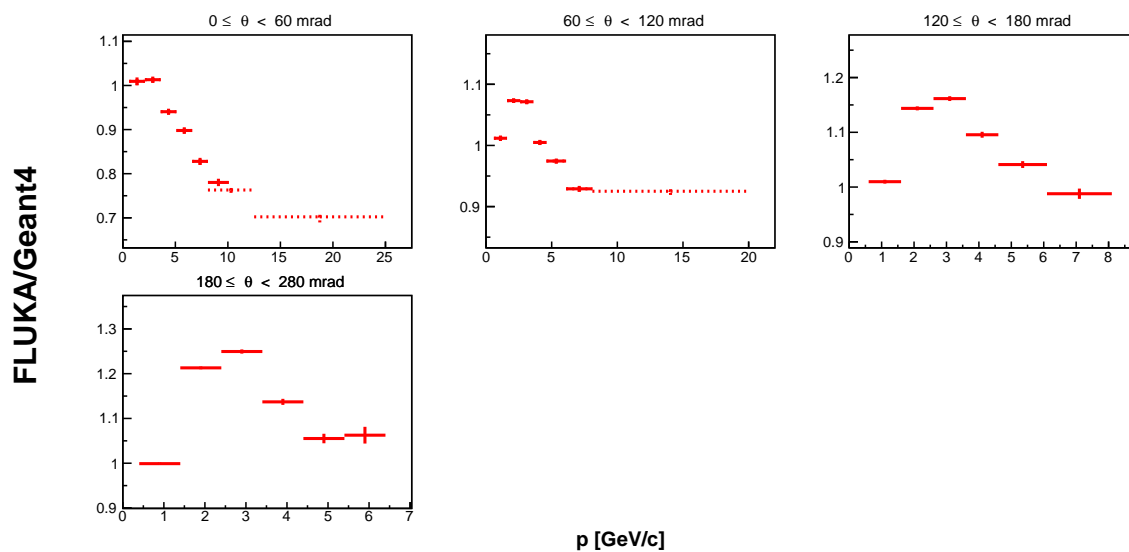 0 ≤ θ < 60 mrad
60 ≤ θ < 120 mrad
120 ≤ θ < 180 mrad
1.1
1
0.9
0.8
0.7
0 5 10 15 20 25
1.1
1
0.9
0 5 10 15 20
1.2
1.1
1
0.9
0 1 2 3 4 5 6 7 8
180 ≤ θ < 280 mrad
1.3
1.2
1.1
1
0.9
0 1 2 3 4 5 6 7
FLUKA/Geant4
p [GeV/c]